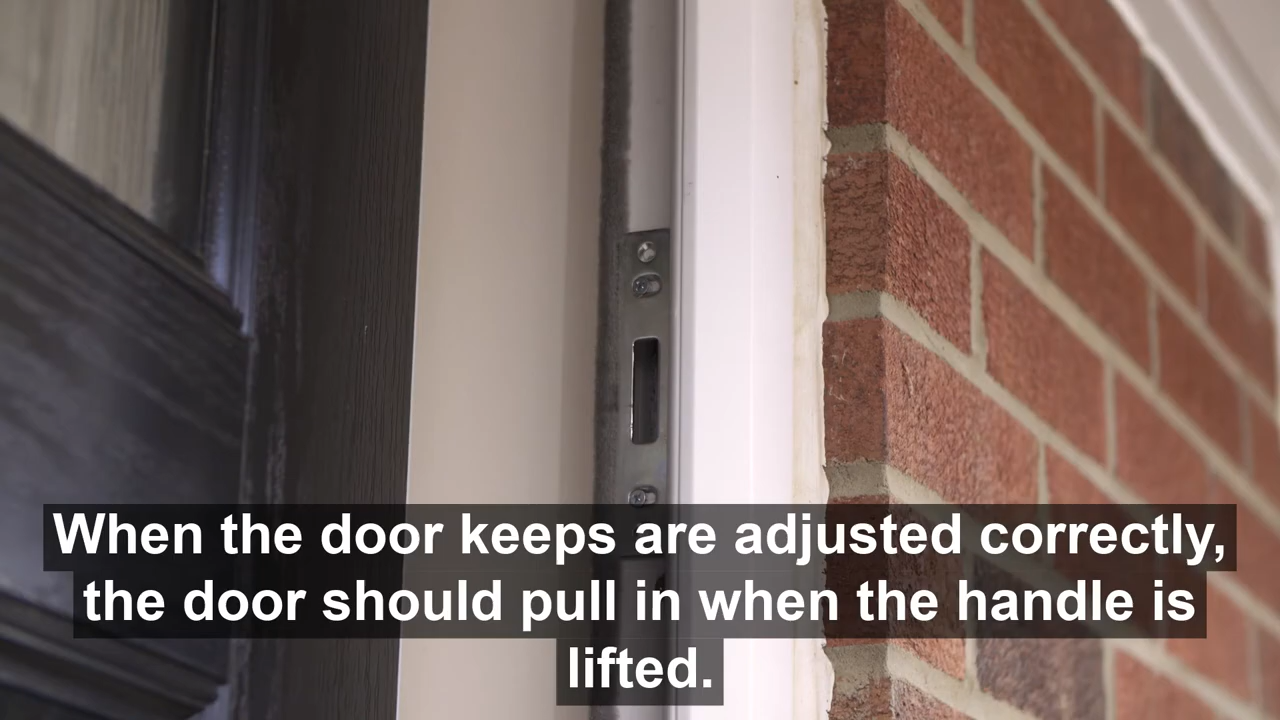 When the door keeps are adjusted correctly,
the door should pull in when the handle is
lifted.